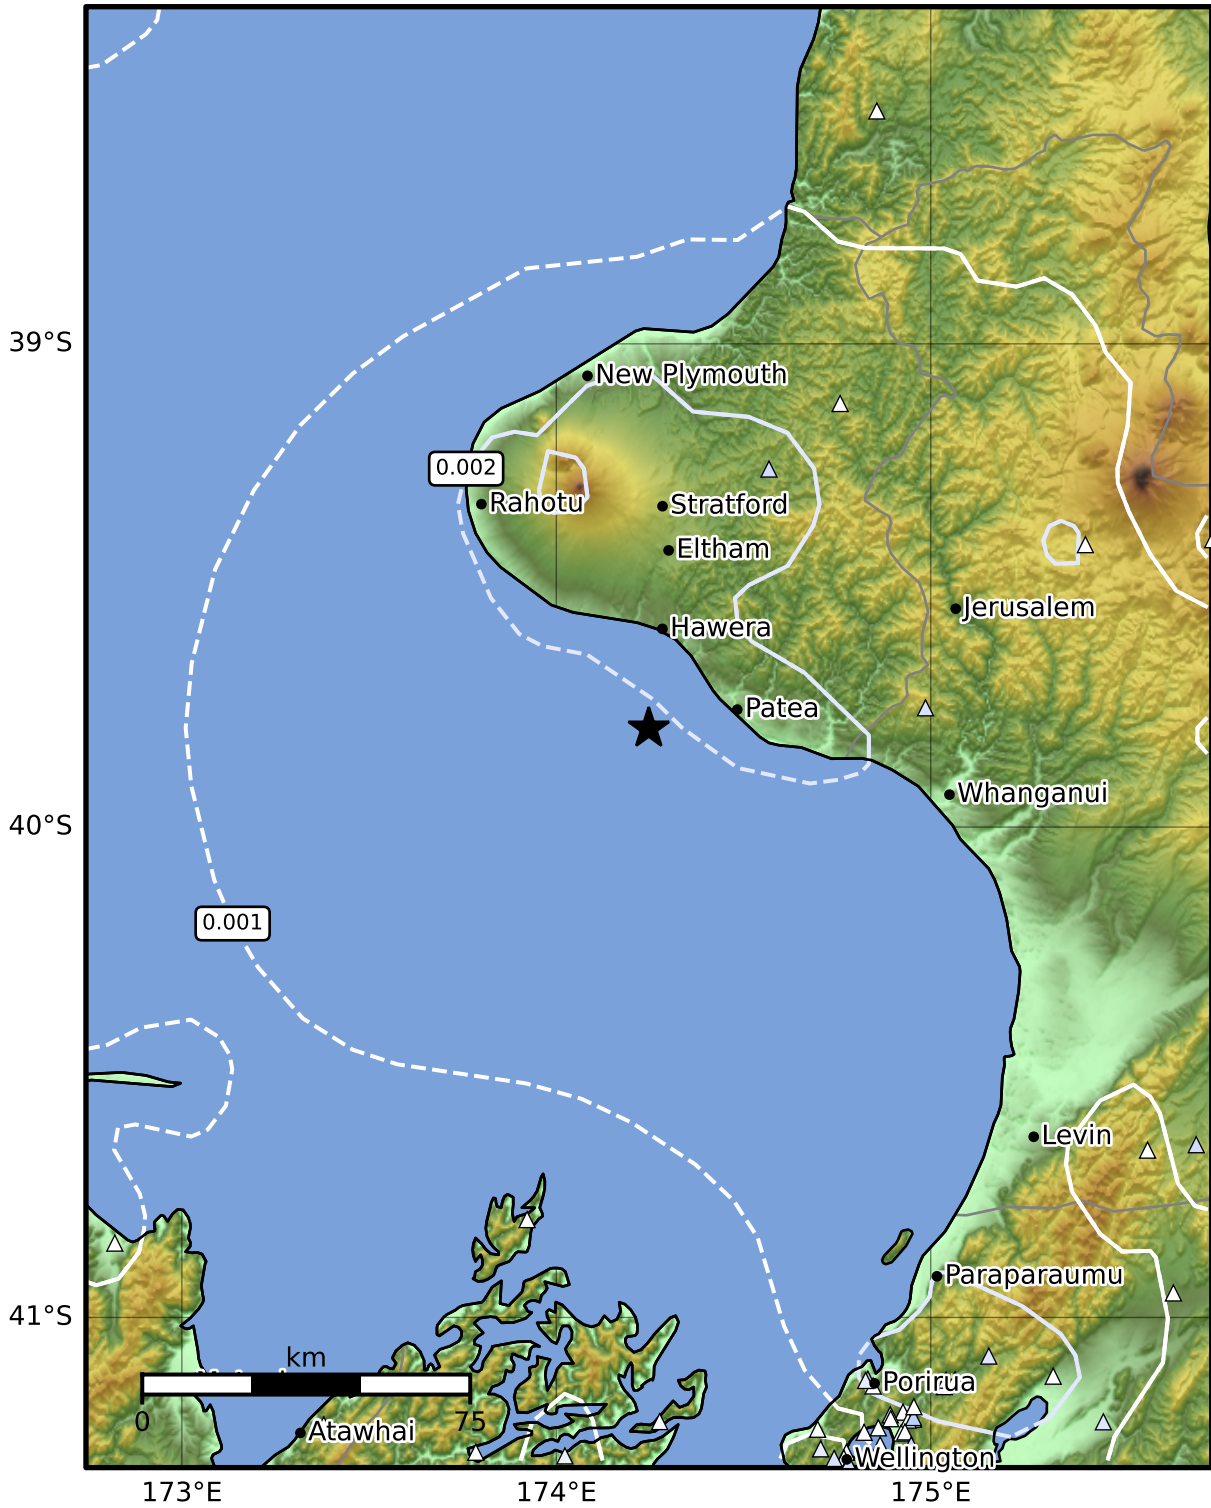 39°S
New Plymouth
0.002
Rahotu
Stratford
Eltham
Jerusalem
Hawera
Patea
Whanganui
40°S
0.001
Levin
Paraparaumu
41°S
km
Porirua
0
75
Atawhai
Wellington
173°E
174°E
175°E